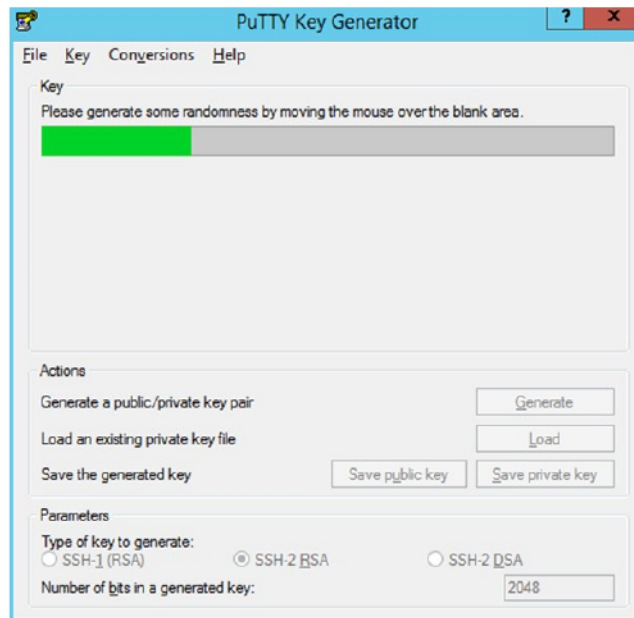 PuTTY Key Generator ? x
File Key Conversions Help
Key
Please generate some randomness by moving the mouse over the blank area.
Actions
Generate a public/private key pair Generate
Load an existing private key file Load
Save the generated key Save public key Save private key
Parameters
Type of key to generate:
SSH-1 (RSA) SSH-2 RSA SSH-2 DSA
Number of bits in a generated key: 2048